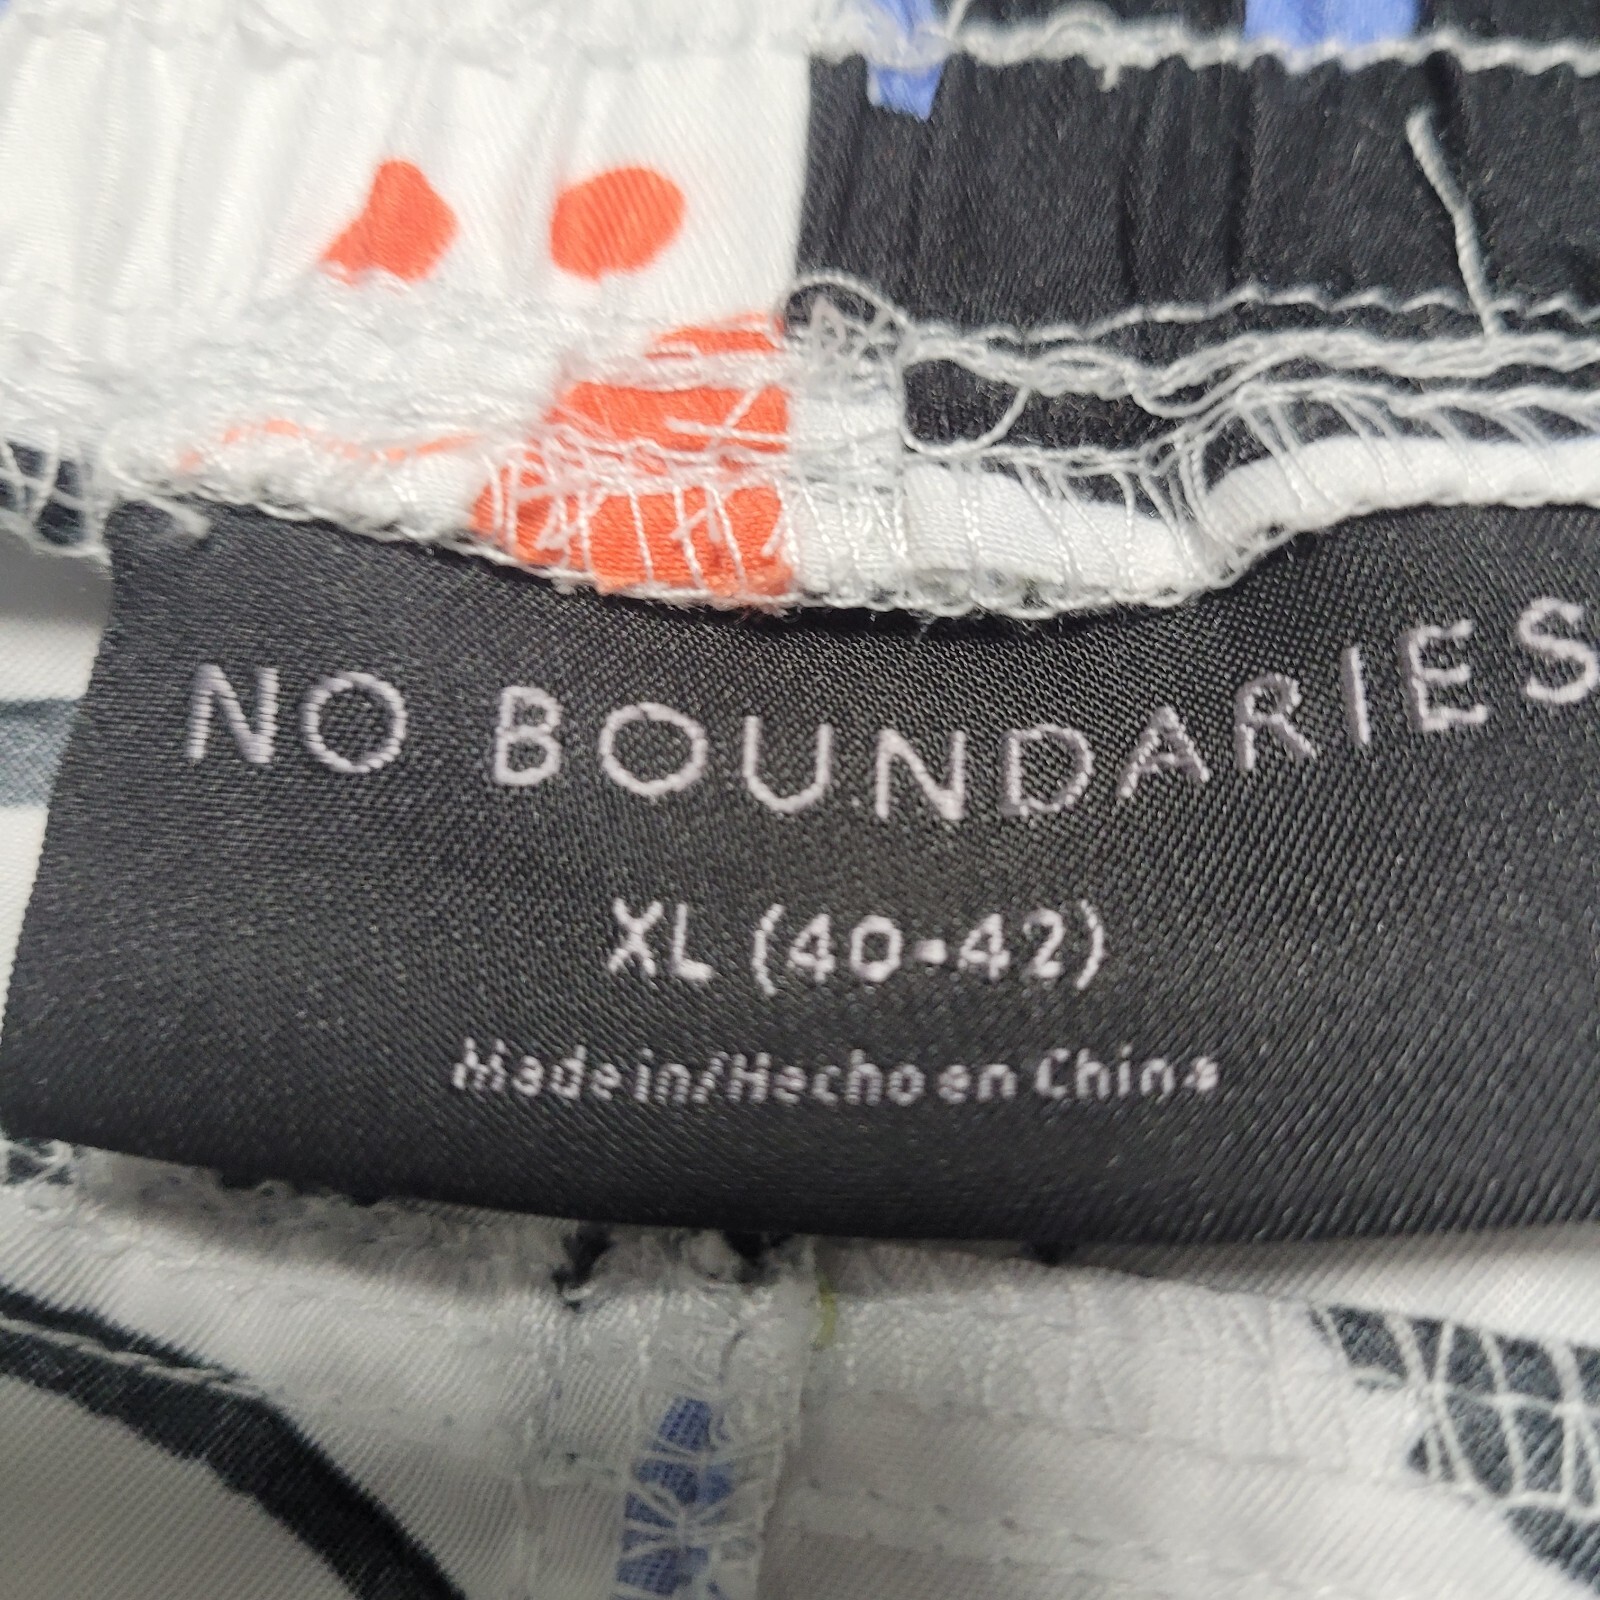 NO BOUNDARIES
XL (40-42)
Made in/Hecho en China